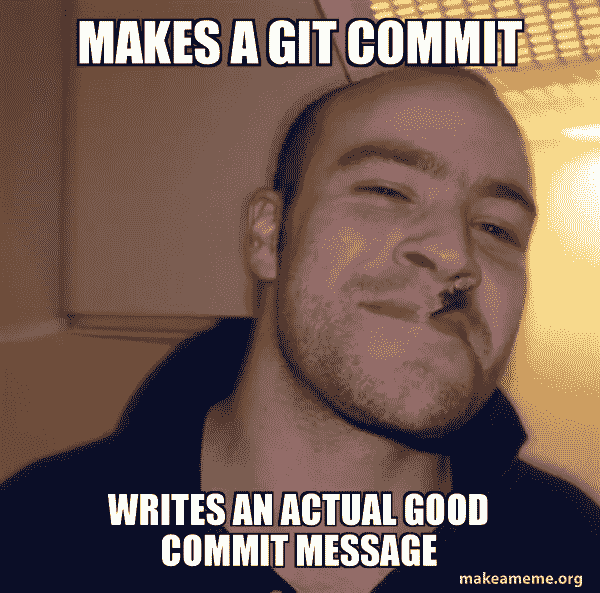 MAKES A GIT COMMIT
WRITES AN ACTUAL GOOD
COMMIT MESSAGE
makeameme.org